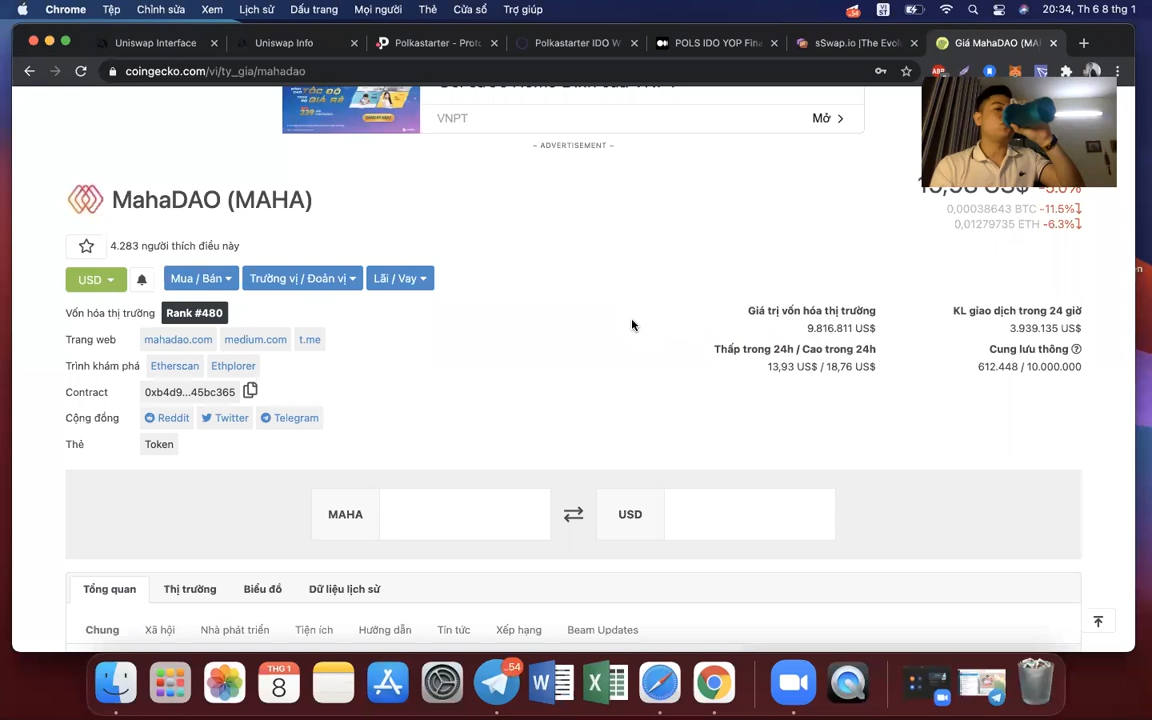 Chrome Tệp Chỉnh sửa Xem Lịch sử Dấu trang Mọi người Thẻ Cửa sổ Trợ giúp 20:34, Th 6 8 thg 1
Uniswap Interface Uniswap Info Polkastarter - Prot Polkastarter IDO W POLS IDO YOP Fina sSwap.io |The Evol Giá MahaDAO (MA
coingecko.com/vi/ty_gia/mahadao
VNPT Mở
– ADVERTISEMENT –
MahaDAO (MAHA)
-5.0%
0,00038643 BTC -11.5%
0,01279735 ETH -6.3%
4.283 người thích điều này
USD Mua / Bán Trường vị / Đoản vị Lãi / Vay
Vốn hóa thị trường Rank #480
Trang web mahadao.com medium.com t.me
Trình khám phá Etherscan Ethplorer
Contract 0xb4d9...45bc365
Cộng đồng Reddit Twitter Telegram
Thẻ Token
Giá trị vốn hóa thị trường KL giao dịch trong 24 giờ
9.816.811 US$ 3.939.135 US$
Thấp trong 24h / Cao trong 24h Cung lưu thông
13,93 US$ / 18,76 US$ 612.448 / 10.000.000
MAHA USD
Tổng quan Thị trường Biểu đồ Dữ liệu lịch sử
Chung Xã hội Nhà phát triển Tiện ích Hướng dẫn Tin tức Xếp hạng Beam Updates
THG 1
8
.54